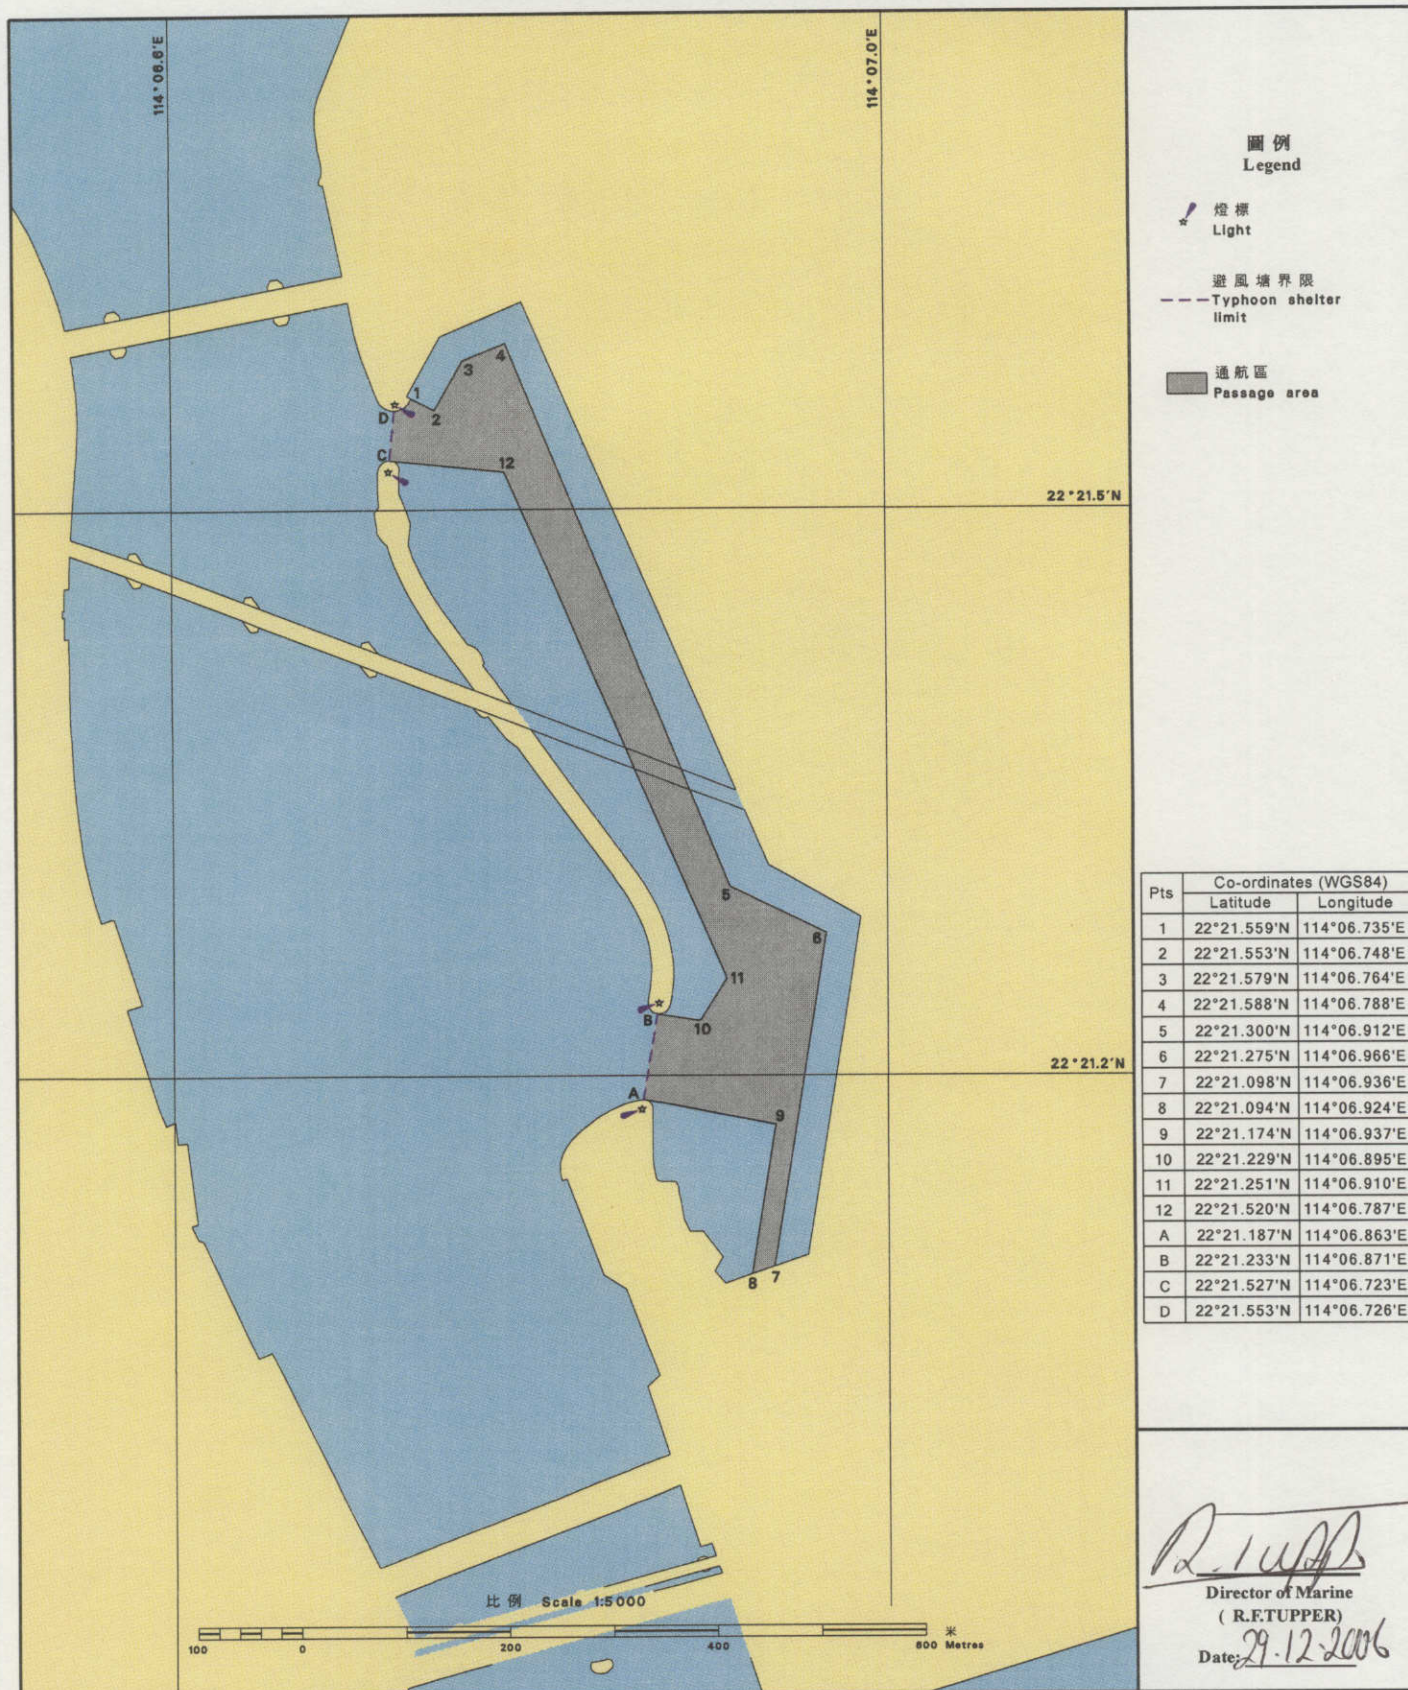 114°06.6'E
114°07.0'E
圖例
Legend
燈標
Light
避風塘界限
Typhoon shelter
limit
通航區
Passage area
4
3
1
D
2
C
12
22°21.5'N
5
6
11
B
10
22°21.2'N
A
9
8
7
Pts Co-ordinates (WGS84)
Latitude Longitude
1 22°21.559'N 114°06.735'E
2 22°21.553'N 114°06.748'E
3 22°21.579'N 114°06.764'E
4 22°21.588'N 114°06.788'E
5 22°21.300'N 114°06.912'E
6 22°21.275'N 114°06.966'E
7 22°21.098'N 114°06.936'E
8 22°21.094'N 114°06.924'E
9 22°21.174'N 114°06.937'E
10 22°21.229'N 114°06.895'E
11 22°21.251'N 114°06.910'E
12 22°21.520'N 114°06.787'E
A 22°21.187'N 114°06.863'E
B 22°21.233'N 114°06.871'E
C 22°21.527'N 114°06.723'E
D 22°21.553'N 114°06.726'E
比例 Scale 1:5000
100 0 200 400 600 米 Metres
R. Tupper
Director of Marine
( R.F.TUPPER)
Date: 29.12.2006